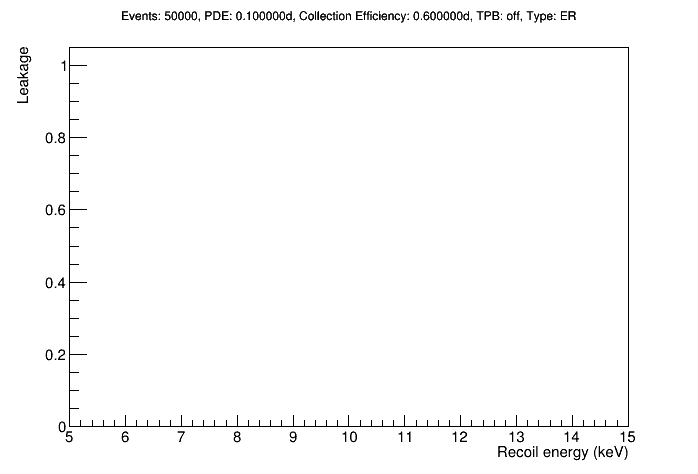 Events: 50000, PDE: 0.100000d, Collection Efficiency: 0.600000d, TPB: off, Type: ER
Leakage
1
0.8
0.6
0.4
0.2
0
5 6 7 8 9 10 11 12 13 14 15
Recoil energy (keV)